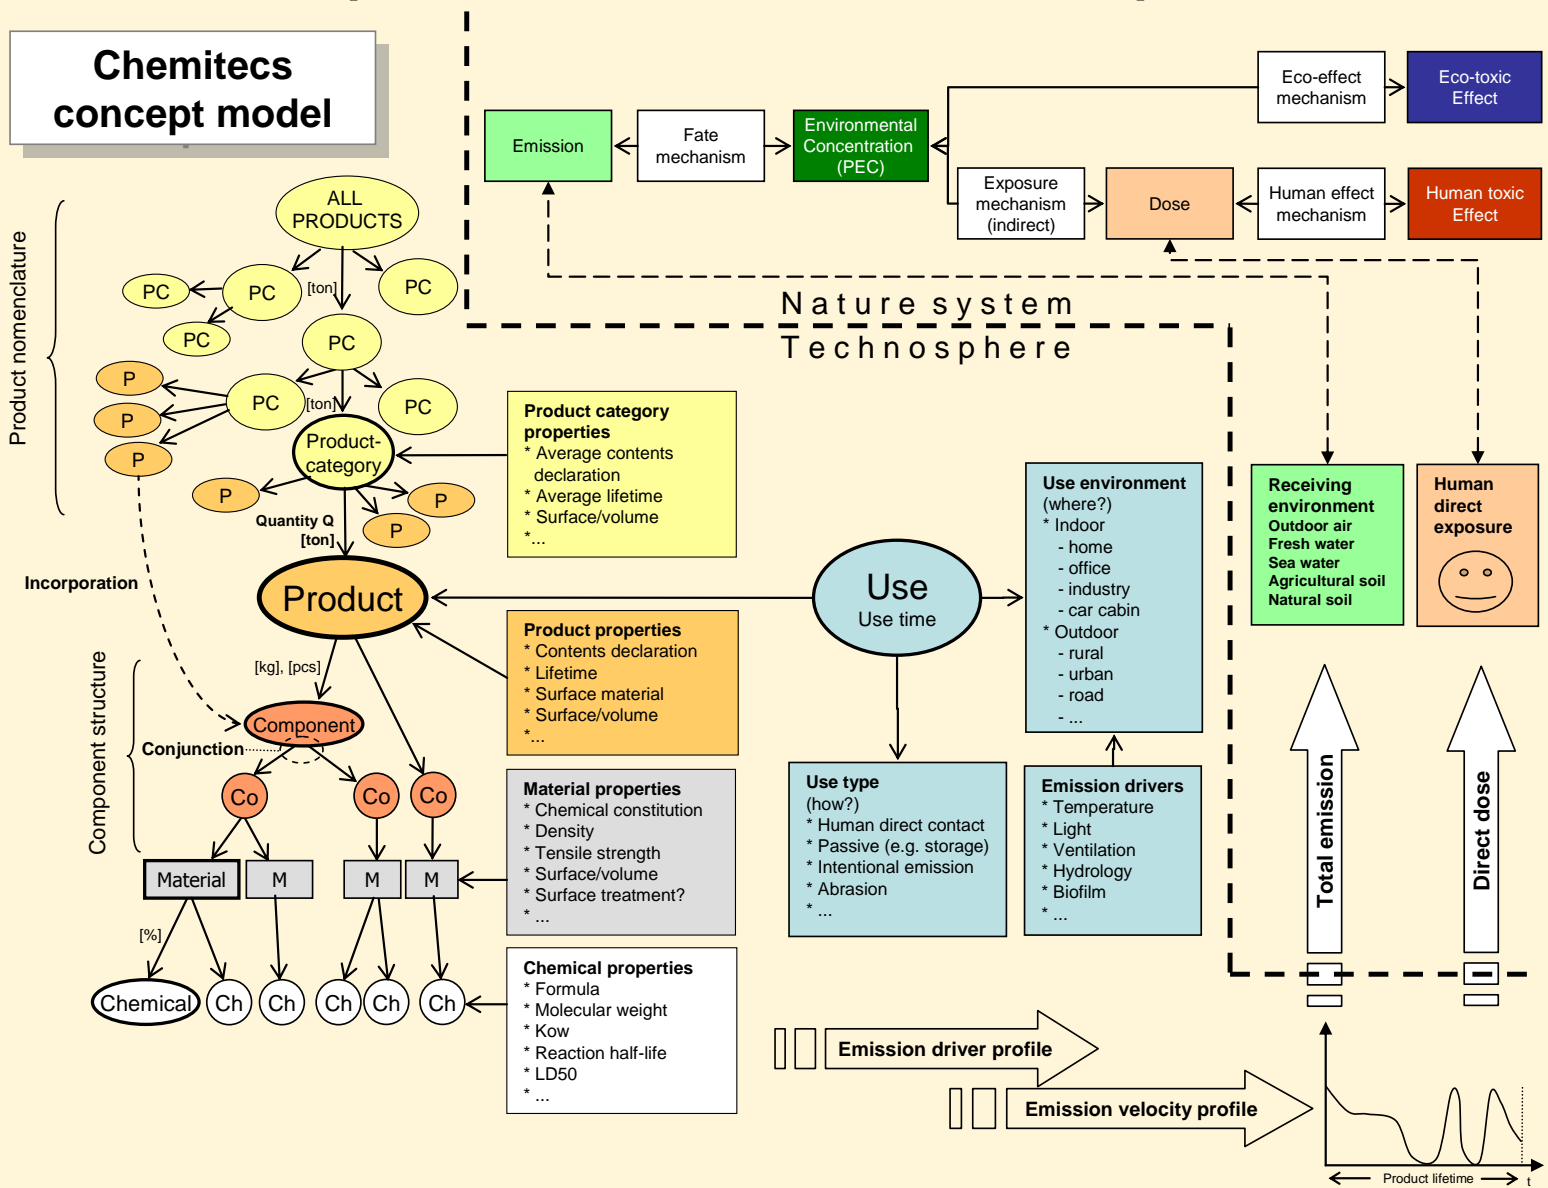 Chemitecs
concept model
Emission
Fate
mechanism
Environmental
Concentration
(PEC)
Eco-effect
mechanism
Eco-toxic
Effect
Exposure
mechanism
(indirect)
Dose
Human effect
mechanism
Human toxic
Effect
Nature system
Technosphere
Product nomenclature
ALL
PRODUCTS
PC
PC
[ton]
PC
PC
PC
P
PC
[ton]
PC
P
P
Product-
category
P
P
P
Quantity Q
[ton]
Incorporation
Product
Component structure
[kg], [pcs]
Component
Conjunction
Co
Co
Co
Material
M
M
M
[%]
Chemical
Ch
Ch
Ch
Ch
Ch
Product category
properties
* Average contents
declaration
* Average lifetime
* Surface/volume
*...
Product properties
* Contents declaration
* Lifetime
* Surface material
* Surface/volume
*...
Material properties
* Chemical constitution
* Density
* Tensile strength
* Surface/volume
* Surface treatment?
* ...
Chemical properties
* Formula
* Molecular weight
* Kow
* Reaction half-life
* LD50
* ...
Use
Use time
Use environment
(where?)
* Indoor
- home
- office
- industry
- car cabin
* Outdoor
- rural
- urban
- road
- ...
Use type
(how?)
* Human direct contact
* Passive (e.g. storage)
* Intentional emission
* Abrasion
* ...
Emission drivers
* Temperature
* Light
* Ventilation
* Hydrology
* Biofilm
* ...
Receiving
environment
Outdoor air
Fresh water
Sea water
Agricultural soil
Natural soil
Human
direct
exposure
Total emission
Direct dose
Emission driver profile
Emission velocity profile
Product lifetime
t